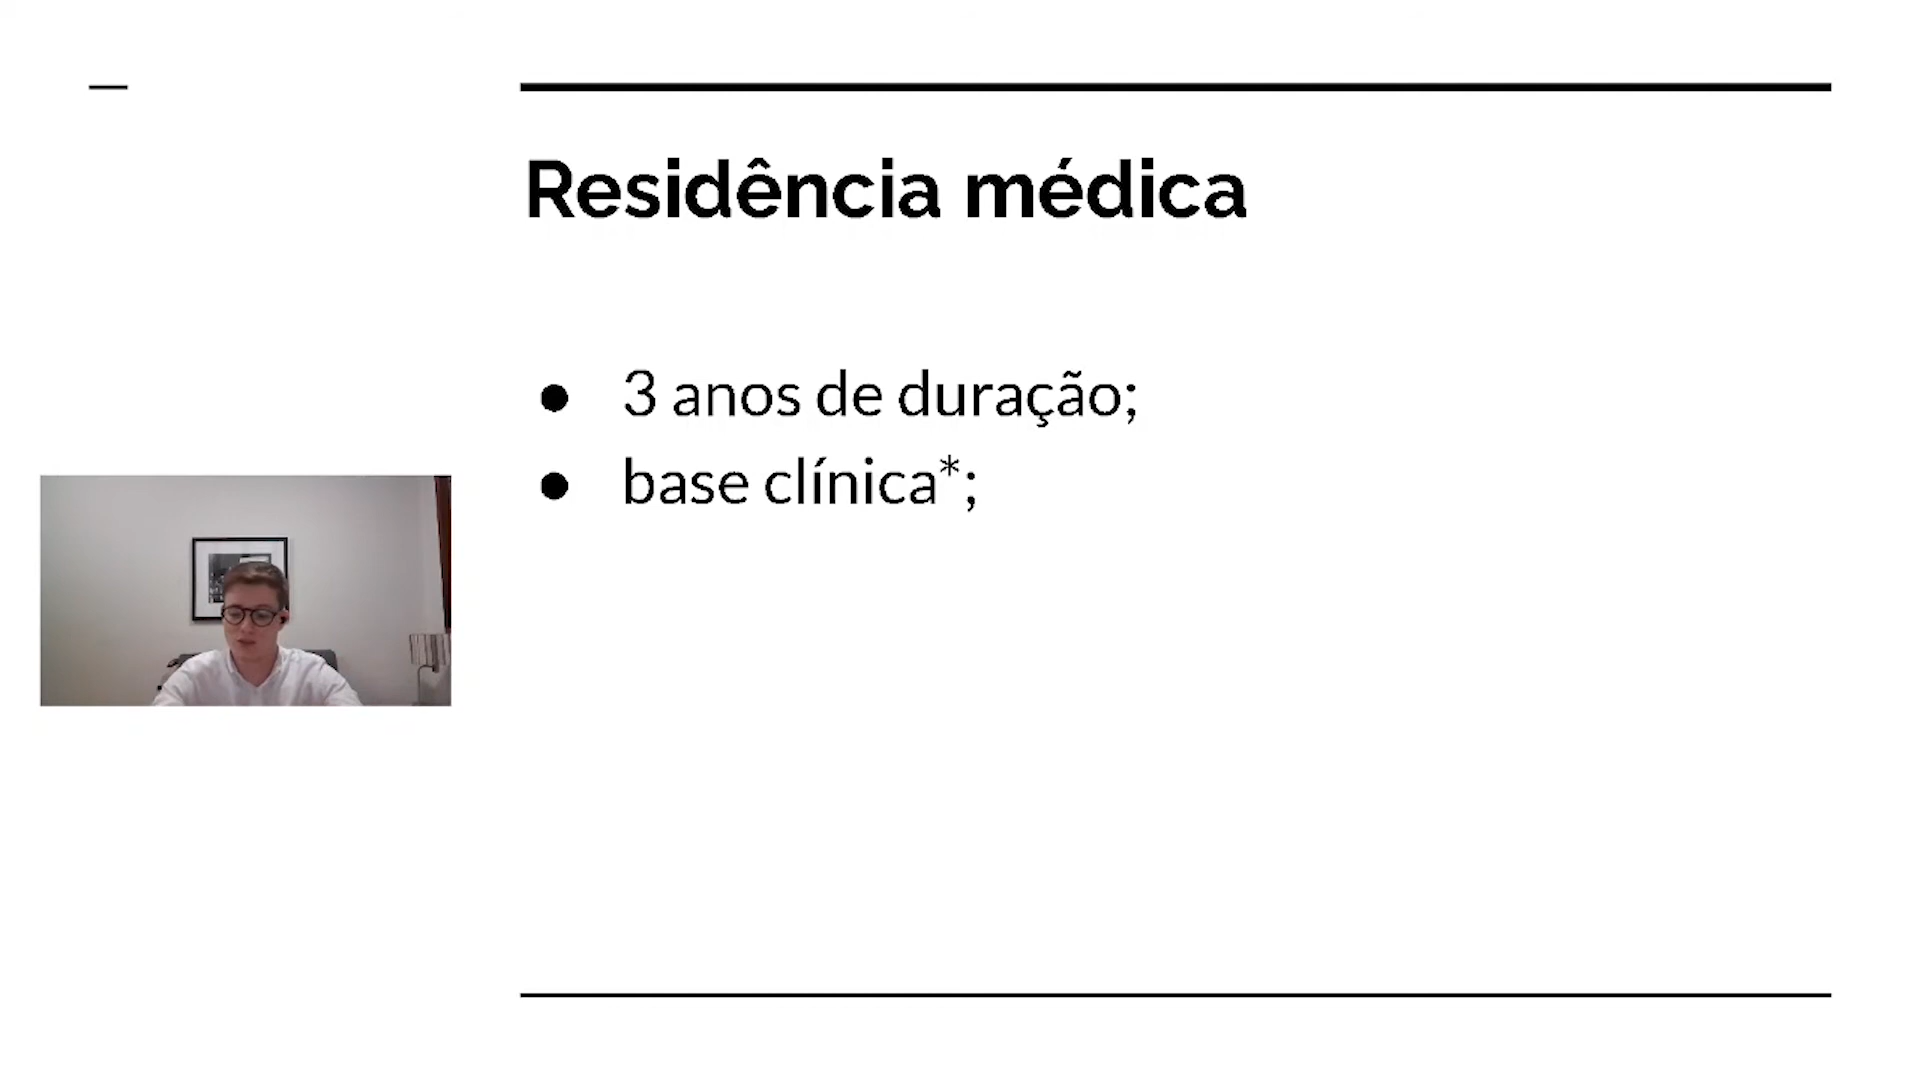 Residência médica
● 3 anos de duração;
● base clínica*;